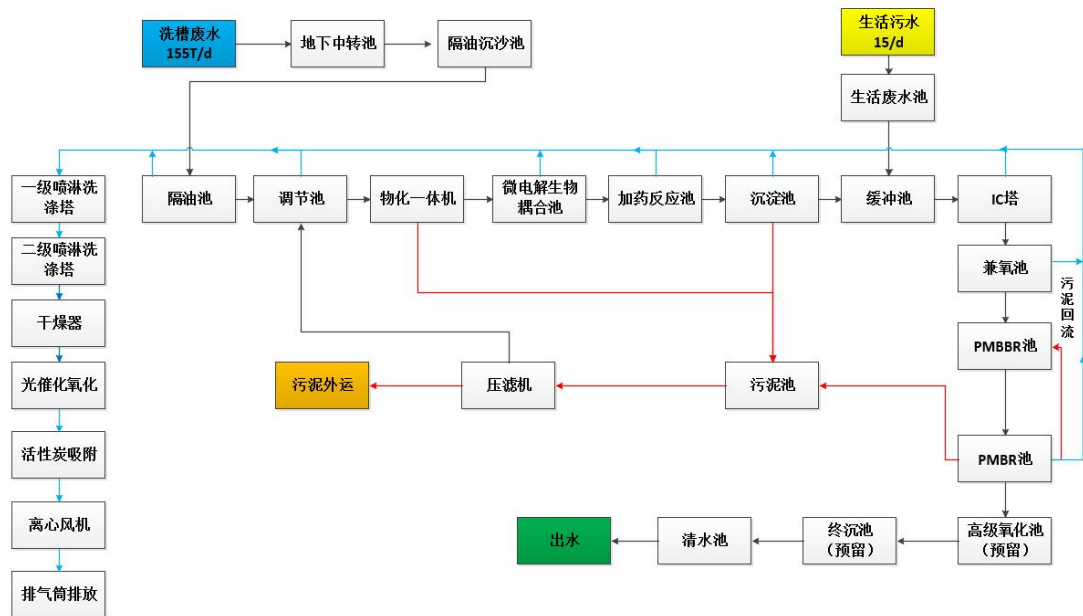 洗槽废水
155T/d
地下中转池
隔油沉沙池
生活污水
15/d
生活废水池
一级喷淋洗
涤塔
隔油池
调节池
物化一体机
微电解生物
耦合池
加药反应池
沉淀池
缓冲池
IC塔
二级喷淋洗
涤塔
兼氧池
污泥回流
干燥器
PMBBR池
光催化氧化
污泥外运
压滤机
污泥池
活性炭吸附
PMBR池
离心风机
出水
清水池
终沉池
（预留）
高级氧化池
（预留）
排气筒排放